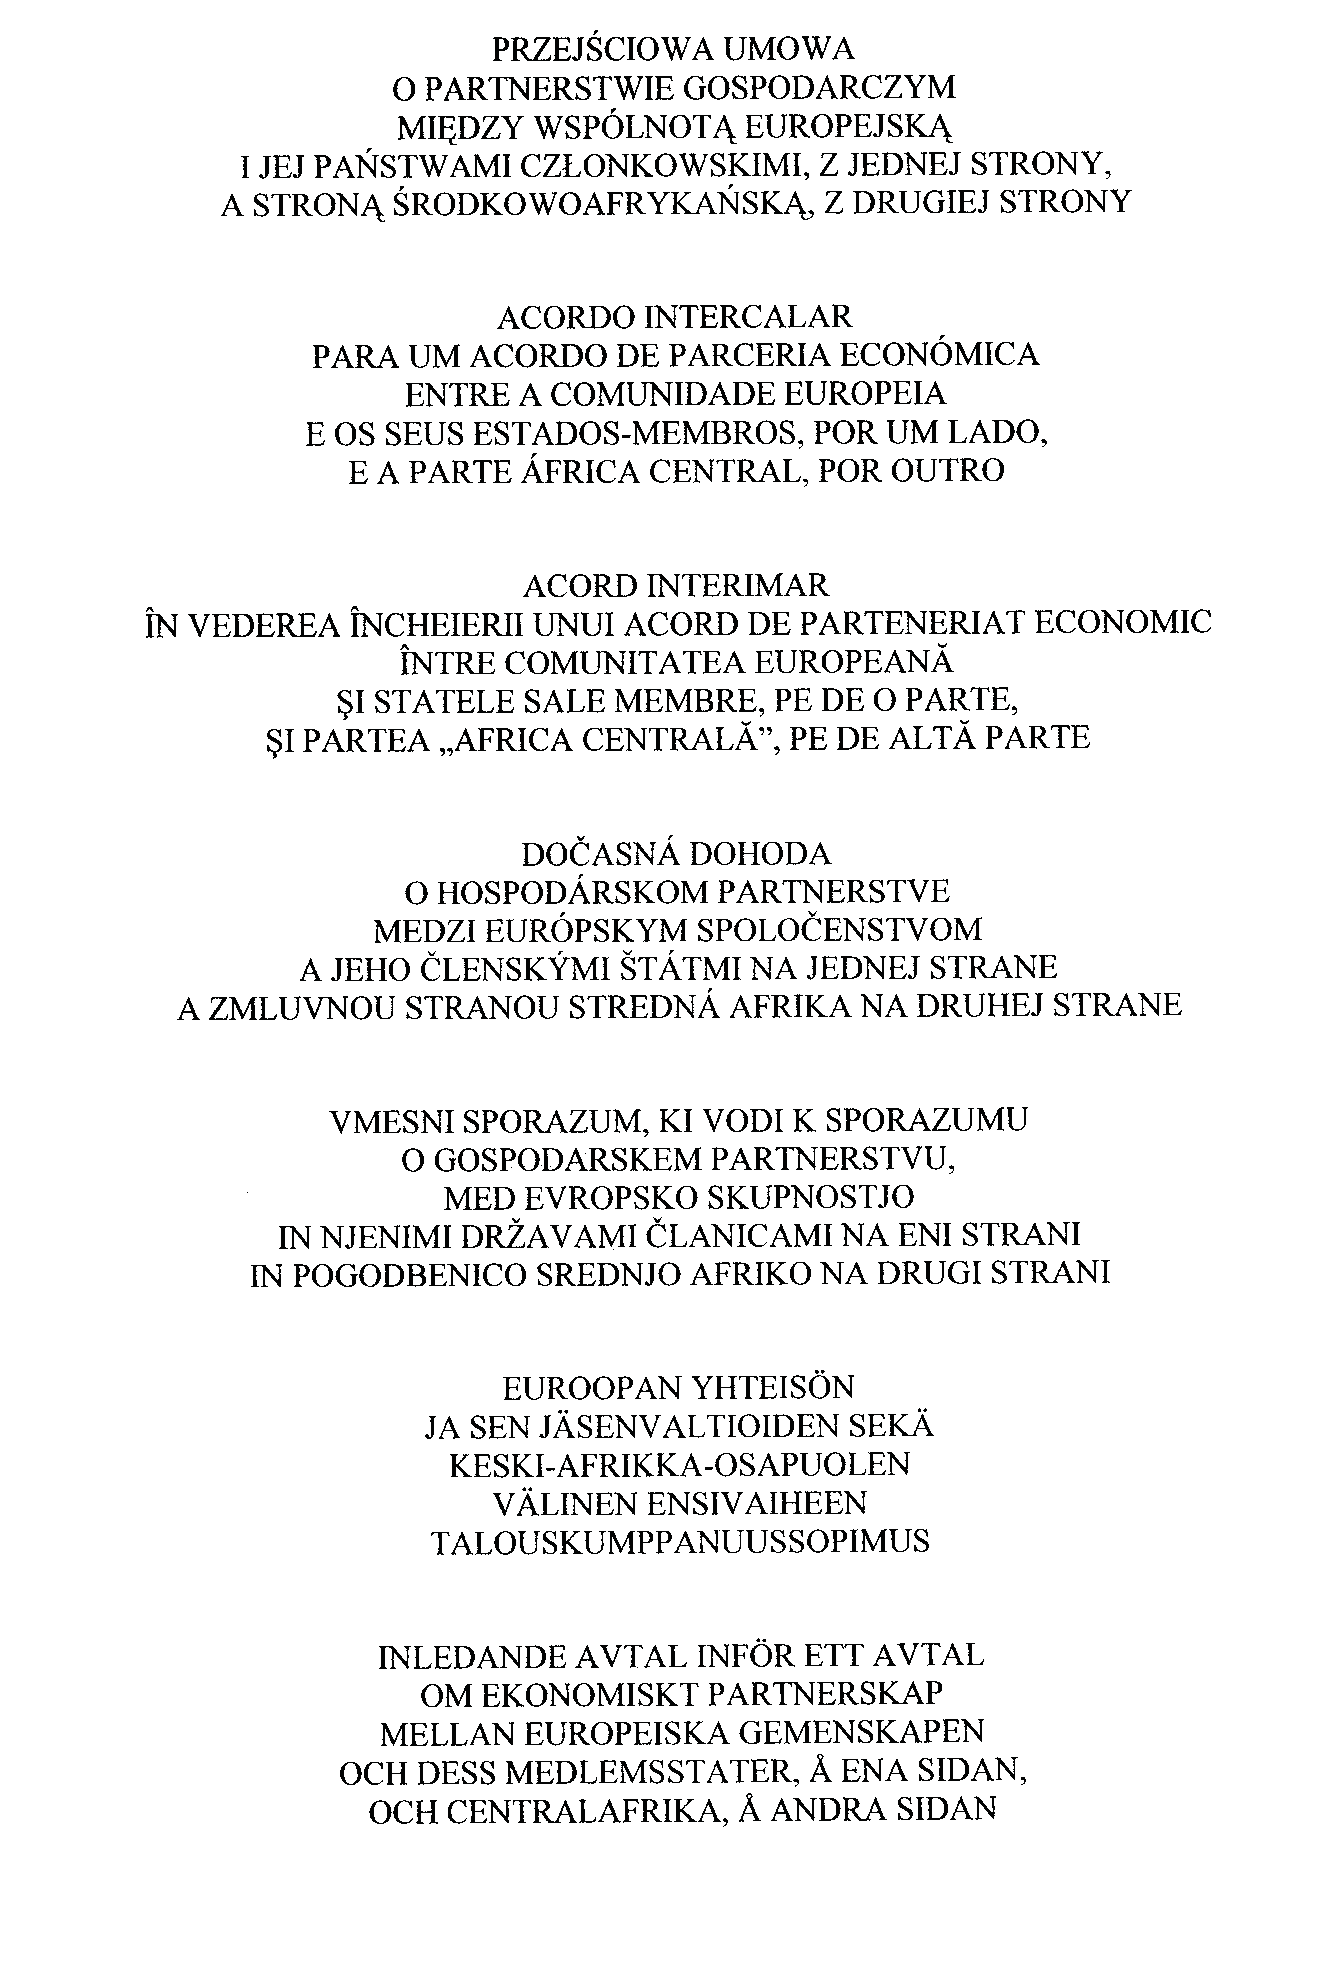 PRZEJŚCIOWA UMOWA
O PARTNERSTWIE GOSPODARCZYM
MIĘDZY WSPÓLNOTĄ EUROPEJSKĄ
I JEJ PAŃSTWAMI CZŁONKOWSKIMI, Z JEDNEJ STRONY,
A STRONĄ ŚRODKOWOAFRYKAŃSKĄ, Z DRUGIEJ STRONY
ACORDO INTERCALAR
PARA UM ACORDO DE PARCERIA ECONÓMICA
ENTRE A COMUNIDADE EUROPEIA
E OS SEUS ESTADOS-MEMBROS, POR UM LADO,
E A PARTE ÁFRICA CENTRAL, POR OUTRO
ACORD INTERIMAR
ÎN VEDEREA ÎNCHEIERII UNUI ACORD DE PARTENERIAT ECONOMIC
ÎNTRE COMUNITATEA EUROPEANĂ
ŞI STATELE SALE MEMBRE, PE DE O PARTE,
ŞI PARTEA „AFRICA CENTRALĂ”, PE DE ALTĂ PARTE
DOČASNÁ DOHODA
O HOSPODÁRSKOM PARTNERSTVE
MEDZI EURÓPSKYM SPOLOČENSTVOM
A JEHO ČLENSKÝMI ŠTÁTMI NA JEDNEJ STRANE
A ZMLUVNOU STRANOU STREDNÁ AFRIKA NA DRUHEJ STRANE
VMESNI SPORAZUM, KI VODI K SPORAZUMU
O GOSPODARSKEM PARTNERSTVU,
MED EVROPSKO SKUPNOSTJO
IN NJENIMI DRŽAVAMI ČLANICAMI NA ENI STRANI
IN POGODBENICO SREDNJO AFRIKO NA DRUGI STRANI
EUROOPAN YHTEISÖN
JA SEN JÄSENVALTIOIDEN SEKÄ
KESKI-AFRIKKA-OSAPUOLEN
VÄLINEN ENSIVAIHEEN
TALOUSKUMPPANUUSSOPIMUS
INLEDANDE AVTAL INFÖR ETT AVTAL
OM EKONOMISKT PARTNERSKAP
MELLAN EUROPEISKA GEMENSKAPEN
OCH DESS MEDLEMSSTATER, Å ENA SIDAN,
OCH CENTRALAFRIKA, Å ANDRA SIDAN